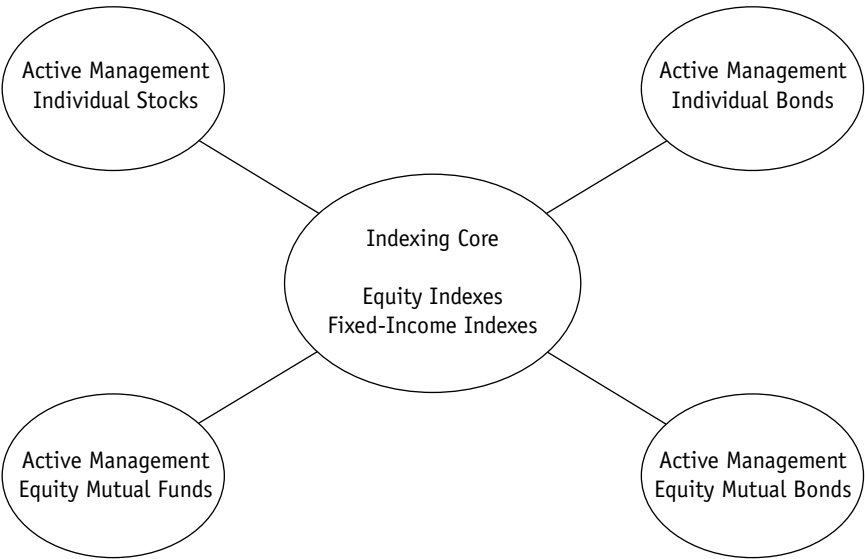 Active Management
Individual Stocks
Active Management
Individual Bonds
Indexing Core
Equity Indexes
Fixed-Income Indexes
Active Management
Equity Mutual Funds
Active Management
Equity Mutual Bonds